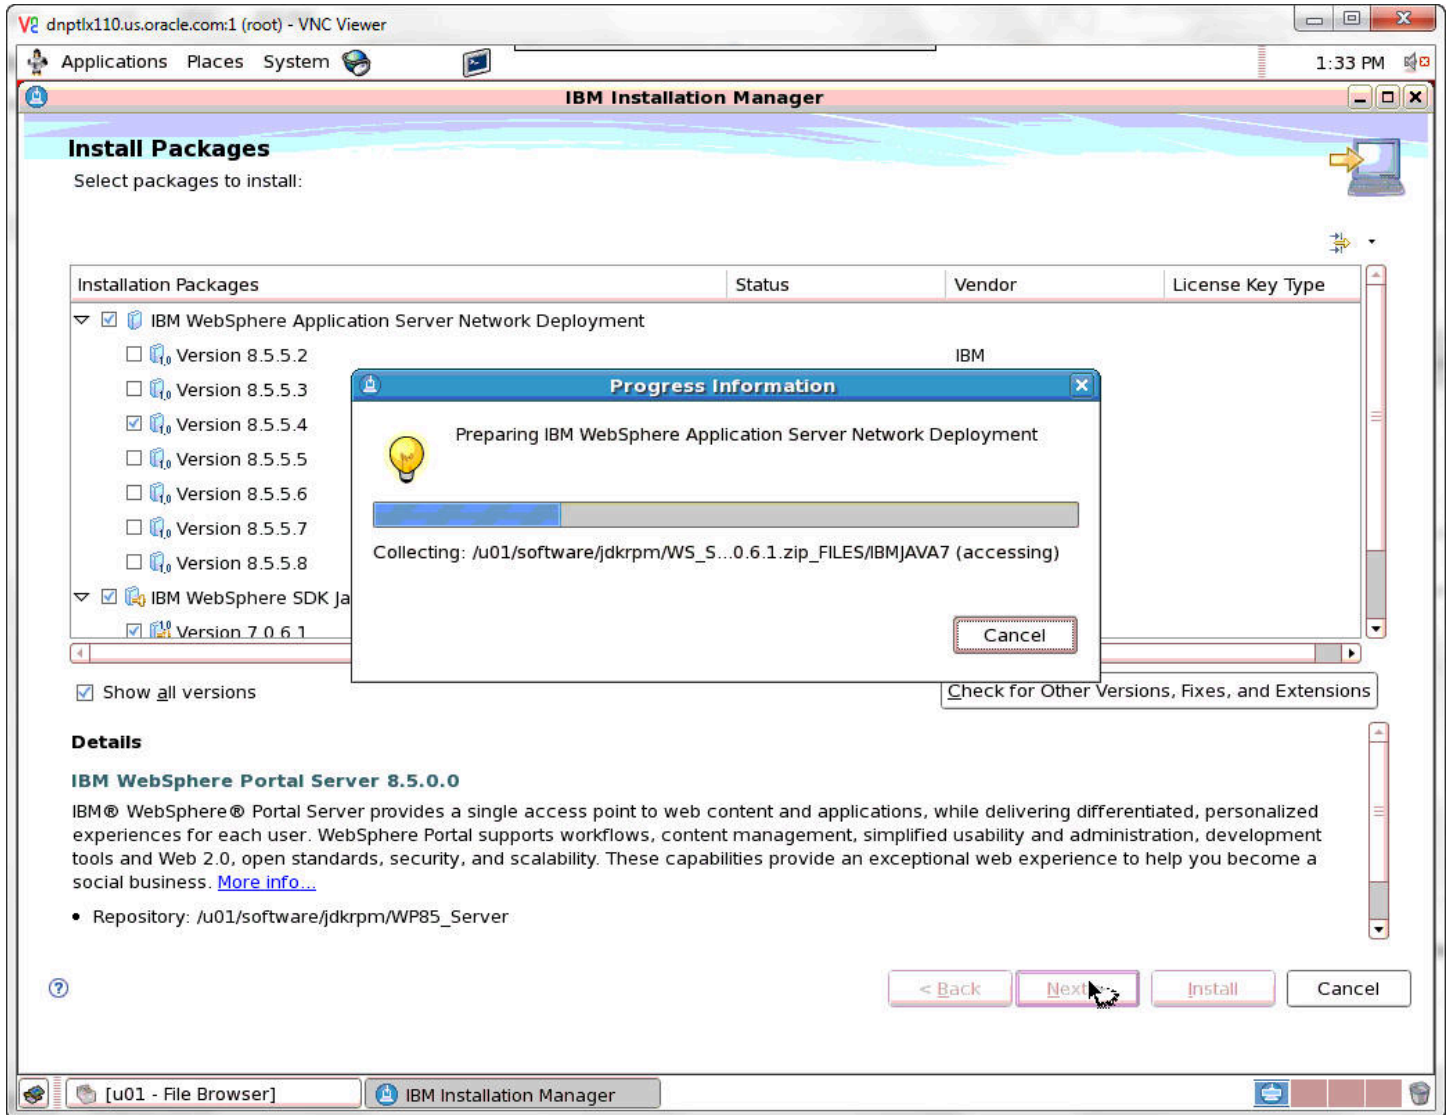 dnptlx110.us.oracle.com:1 (root) - VNC Viewer
Applications Places System 1:33 PM
IBM Installation Manager
Install Packages
Select packages to install:
Installation Packages Status Vendor License Key Type
IBM WebSphere Application Server Network Deployment
Version 8.5.5.2 IBM
Version 8.5.5.3
Progress Information
Version 8.5.5.4
Preparing IBM WebSphere Application Server Network Deployment
Version 8.5.5.5
Version 8.5.5.6
Version 8.5.5.7
Collecting: /u01/software/jdkrpm/WS_S...0.6.1.zip_FILES/IBMJAVA7 (accessing)
Version 8.5.5.8
IBM WebSphere SDK Ja
Version 7.0.6.1
Cancel
Show all versions
Check for Other Versions, Fixes, and Extensions
Details
IBM WebSphere Portal Server 8.5.0.0
IBM® WebSphere® Portal Server provides a single access point to web content and applications, while delivering differentiated, personalized
experiences for each user. WebSphere Portal supports workflows, content management, simplified usability and administration, development
tools and Web 2.0, open standards, security, and scalability. These capabilities provide an exceptional web experience to help you become a
social business. More info...
• Repository: /u01/software/jdkrpm/WP85_Server
< Back Next Install Cancel
[u01 - File Browser] IBM Installation Manager